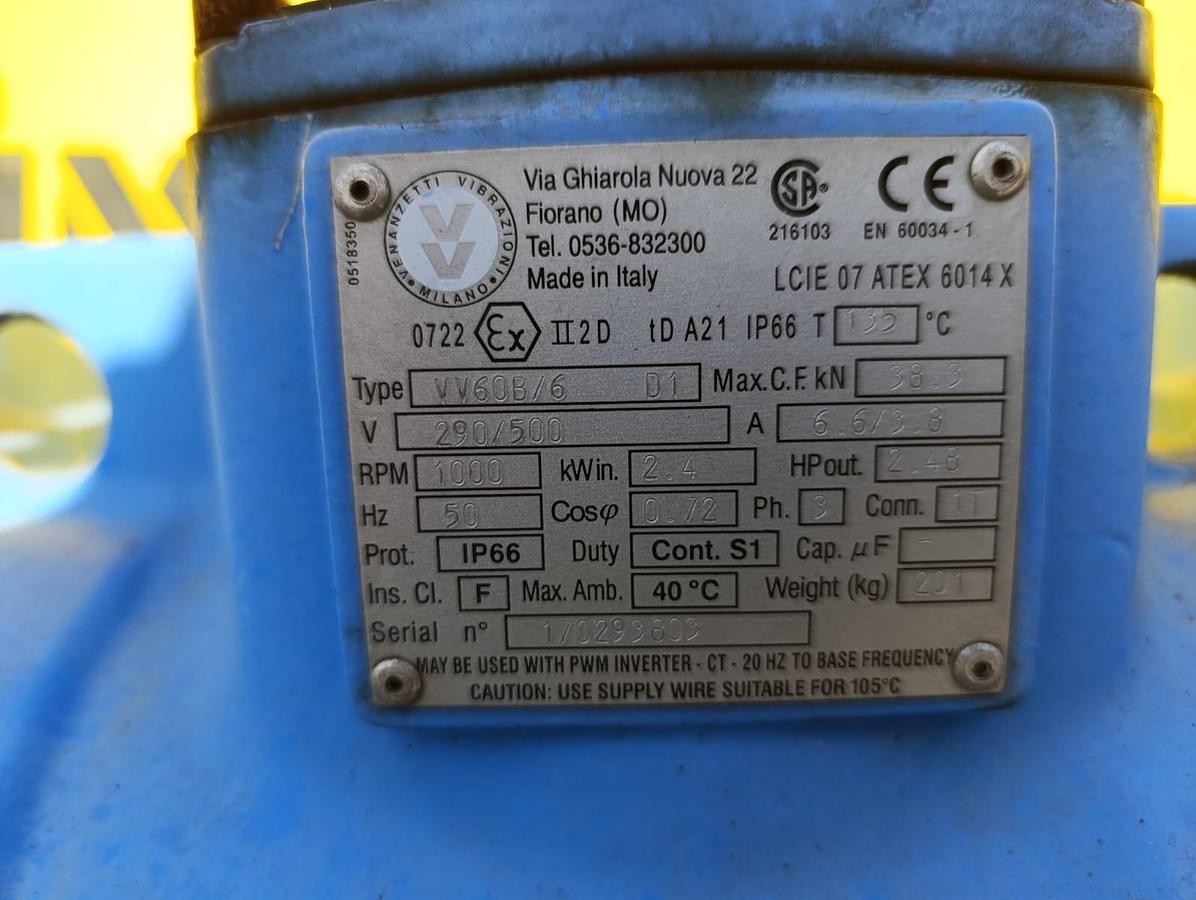 Via Ghiarola Nuova 22
Fiorano (MO)
Tel. 0536-832300
Made in Italy
VENANZETTI VIBRAZIONI
MILANO
VV
0518350
SA
216103
CE
EN 60034-1
LCIE 07 ATEX 6014 X
0722 Ex II 2 D tD A21 IP66 T 135 °C
Type VV60B/6 D1 Max.C.F. kN 38.3
V 290/500 A 6.6/3.8
RPM 1000 kWin. 2.4 HPout. 2.48
Hz 50 Cosφ 0.72 Ph. 3 Conn. 1T
Prot. IP66 Duty Cont. S1 Cap. μF -
Ins. Cl. F Max. Amb. 40 °C Weight (kg) 201
Serial n° 170293803
MAY BE USED WITH PWM INVERTER - CT - 20 HZ TO BASE FREQUENCY
CAUTION: USE SUPPLY WIRE SUITABLE FOR 105°C